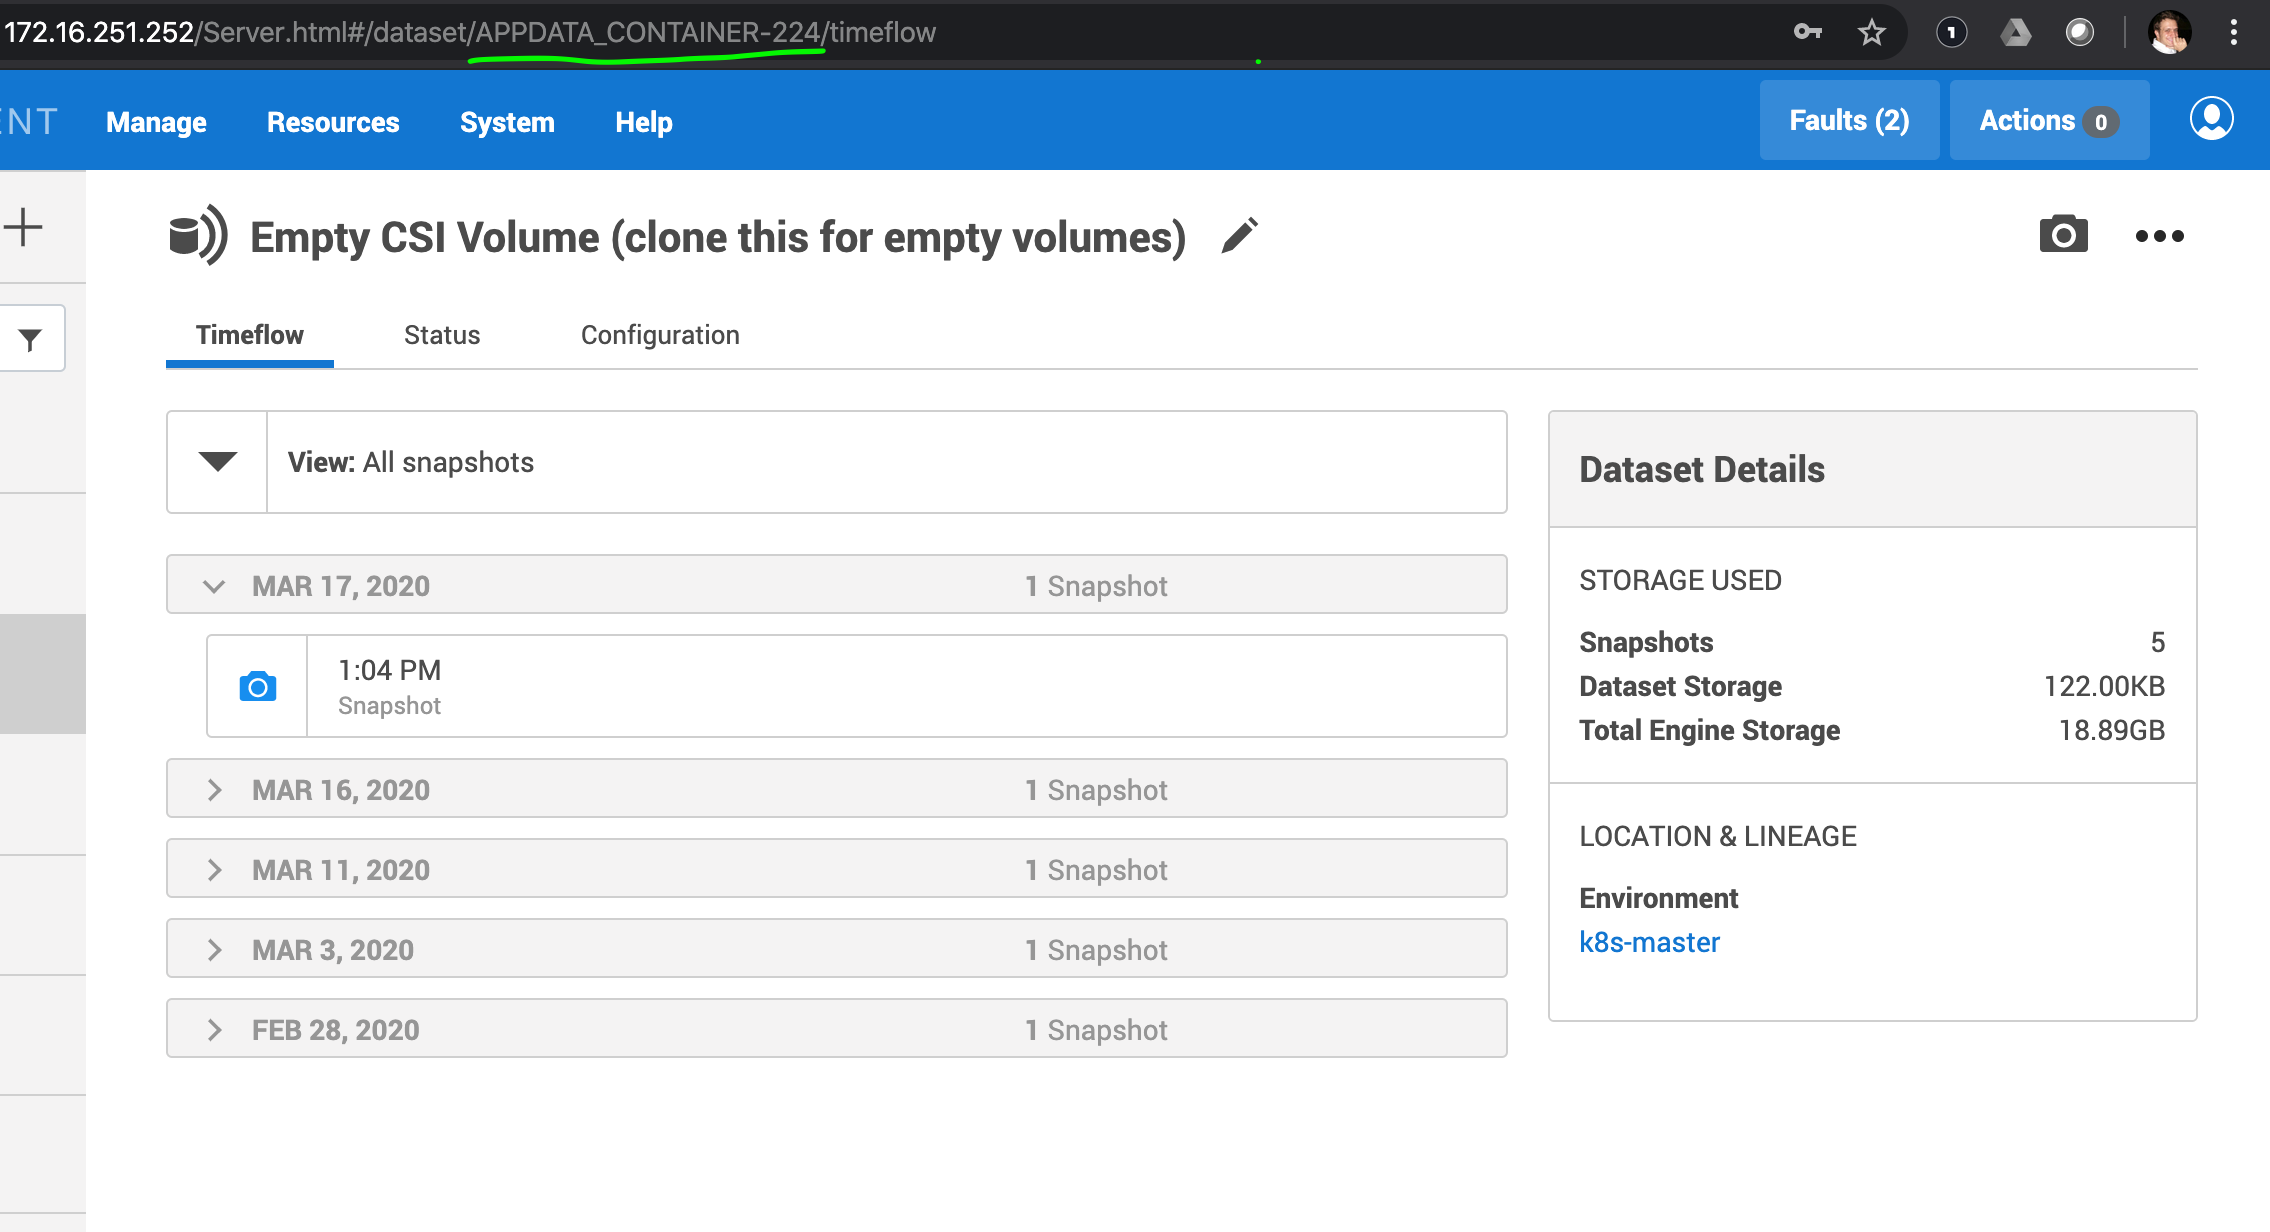 172.16.251.252/Server.html#/dataset/APPDATA_CONTAINER-224/timeflow
1
ENT Manage Resources System Help Faults (2) Actions 0
Empty CSI Volume (clone this for empty volumes)
Timeflow Status Configuration
View: All snapshots
MAR 17, 2020 1 Snapshot
1:04 PM
Snapshot
MAR 16, 2020 1 Snapshot
MAR 11, 2020 1 Snapshot
MAR 3, 2020 1 Snapshot
FEB 28, 2020 1 Snapshot
Dataset Details
STORAGE USED
Snapshots 5
Dataset Storage 122.00KB
Total Engine Storage 18.89GB
LOCATION & LINEAGE
Environment
k8s-master